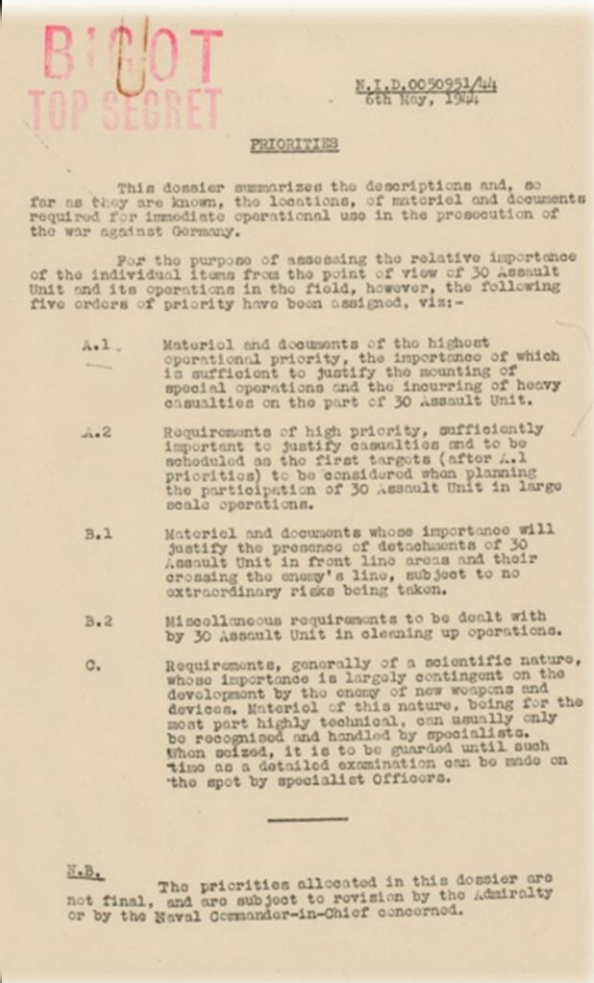 BIGOT
TOP SECRET
N.I.D.0050951/44
6th May, 1944
PRIORITIES
This dossier summarizes the descriptions and, so
far as they are known, the locations, of materiel and documents
required for immediate operational use in the prosecution of
the war against Germany.
For the purpose of assessing the relative importance
of the individual items from the point of view of 30 Assault
Unit and its operations in the field, however, the following
five orders of priority have been assigned, viz:-
A.1. Materiel and documents of the highest
operational priority, the importance of which
is sufficient to justify the mounting of
special operations and the incurring of heavy
casualties on the part of 30 Assault Unit.
A.2 Requirements of high priority, sufficiently
important to justify casualties and to be
scheduled as the first targets (after A.1
priorities) to be considered when planning
the participation of 30 Assault Unit in large
scale operations.
B.1 Materiel and documents whose importance will
justify the presence of detachments of 30
Assault Unit in front line areas and their
crossing the enemy's line, subject to no
extraordinary risks being taken.
B.2 Miscellaneous requirements to be dealt with
by 30 Assault Unit in cleaning up operations.
C. Requirements, generally of a scientific nature,
whose importance is largely contingent on the
development by the enemy of new weapons and
devices. Materiel of this nature, being for the
most part highly technical, can usually only
be recognised and handled by specialists.
When seized, it is to be guarded until such
time as a detailed examination can be made on
the spot by specialist Officers.
N.B.
The priorities allocated in this dossier are
not final, and are subject to revision by the Admiralty
or by the Naval Commander-in-Chief concerned.